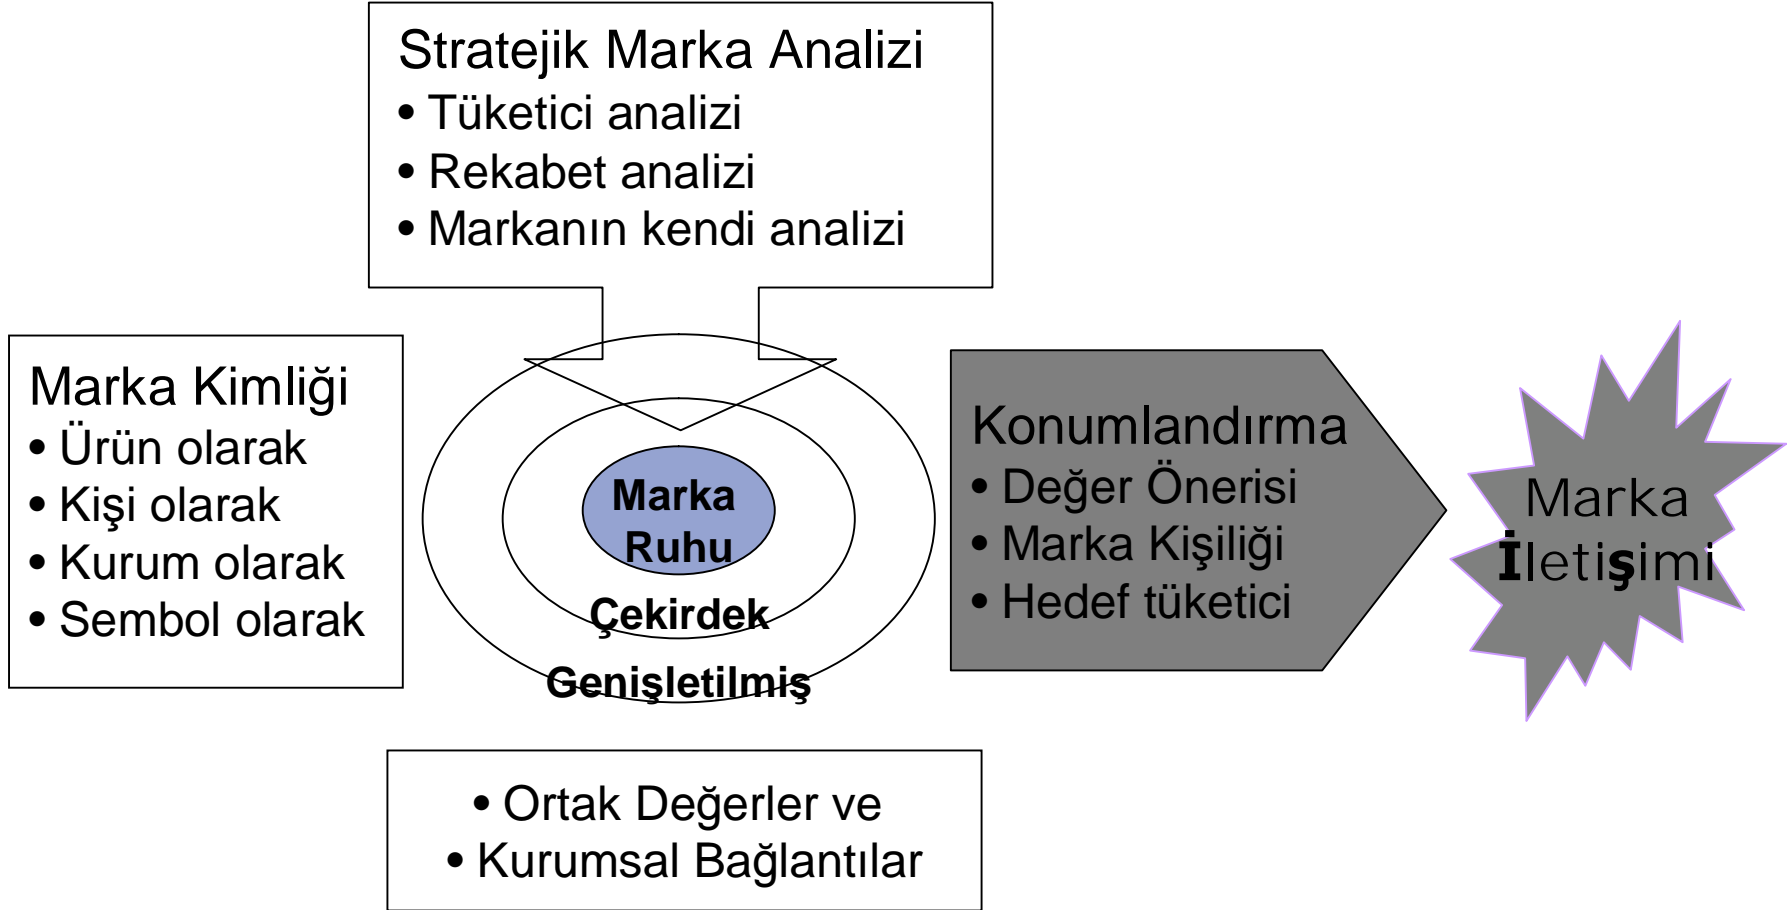 Stratejik Marka Analizi
• Tüketici analizi
• Rekabet analizi
• Markanın kendi analizi
Marka Kimliği
• Ürün olarak
• Kişi olarak
• Kurum olarak
• Sembol olarak
Marka
Ruhu
Çekirdek
Genişletilmiş
Konumlandırma
• Değer Önerisi
• Marka Kişiliği
• Hedef tüketici
Marka
İletişimi
• Ortak Değerler ve
• Kurumsal Bağlantılar